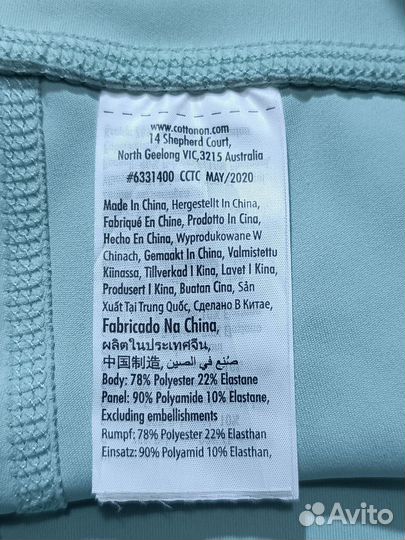 www.cottonon.com
14 Shepherd Court,
North Geelong VIC,3215 Australia
#6331400 CCTC MAY/2020
Made In China, Hergestellt In China,
Fabriqué En Chine, Prodotto In Cina,
Hecho En China, Wyprodukowane W
Chinach, Gemaakt In China, Valmistettu
Kiinassa, Tillverkad I Kina, Lavet I Kina,
Produsert I Kina, Buatan Cina, Sản
Xuất Tại Trung Quốc, Сделано В Китае,
Fabricado Na China,
ผลิตในประเทศจีน,
中国制造, صُنع في الصين,
Body: 78% Polyester 22% Elastane
Panel: 90% Polyamide 10% Elastane,
Excluding embellishments
Rumpf: 78% Polyester 22% Elasthan
Einsatz: 90% Polyamid 10% Elasthan,
Avito